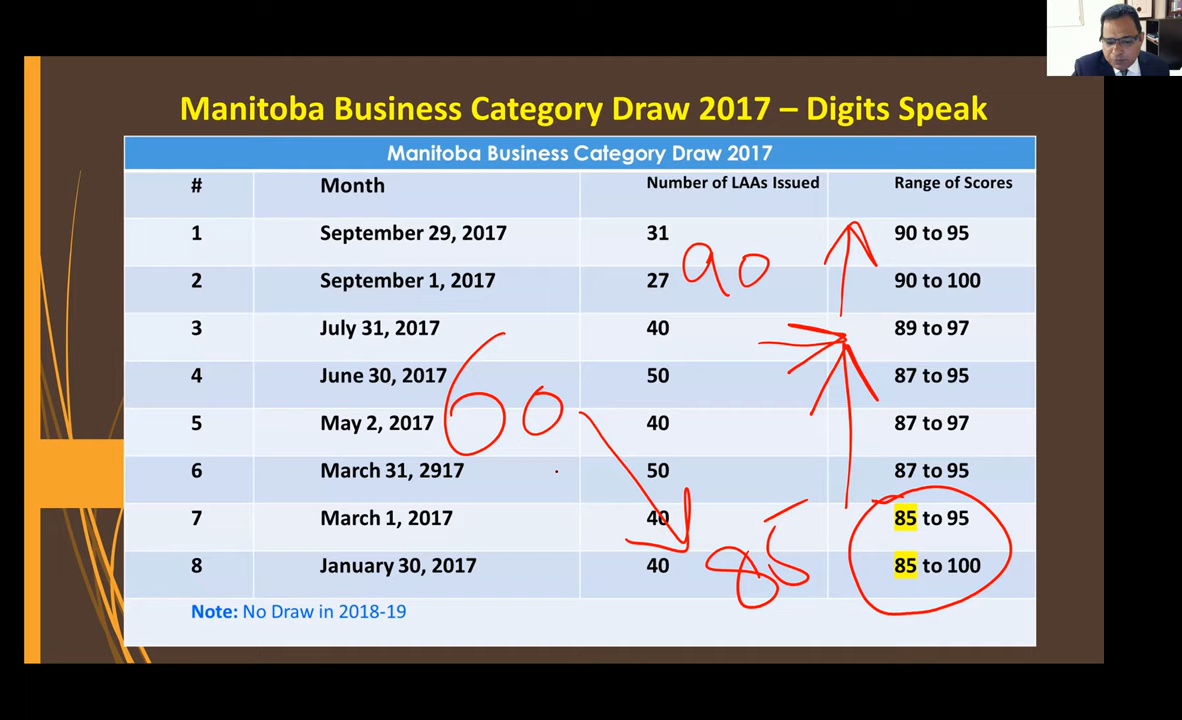 Manitoba Business Category Draw 2017 – Digits Speak
Manitoba Business Category Draw 2017
# Month Number of LAAs Issued Range of Scores
1 September 29, 2017 31 90 to 95
90
2 September 1, 2017 27 90 to 100
3 July 31, 2017 40 89 to 97
4 June 30, 2017 50 87 to 95
60
5 May 2, 2017 40 87 to 97
6 March 31, 2917 50 87 to 95
7 March 1, 2017 40 85 to 95
8 January 30, 2017 40 85 to 100
85
Note: No Draw in 2018-19